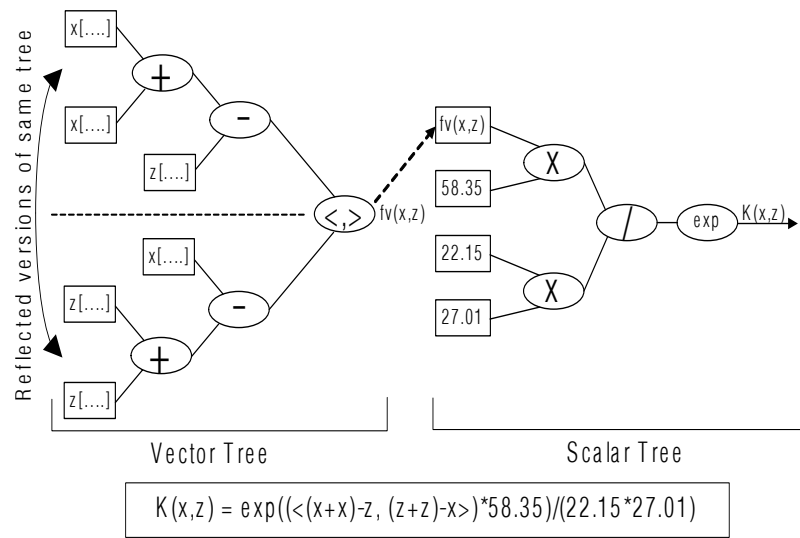 Reflected versions of same tree
x[....]
+
x[....]
-
z[....]
<,>
fv(x,z)
x[....]
z[....]
-
+
z[....]
fv(x,z)
X
58.35
/
exp
K(x,z)
22.15
X
27.01
Vector Tree
Scalar Tree
K(x,z) = exp((<(x+x)-z, (z+z)-x>)*58.35)/(22.15*27.01)